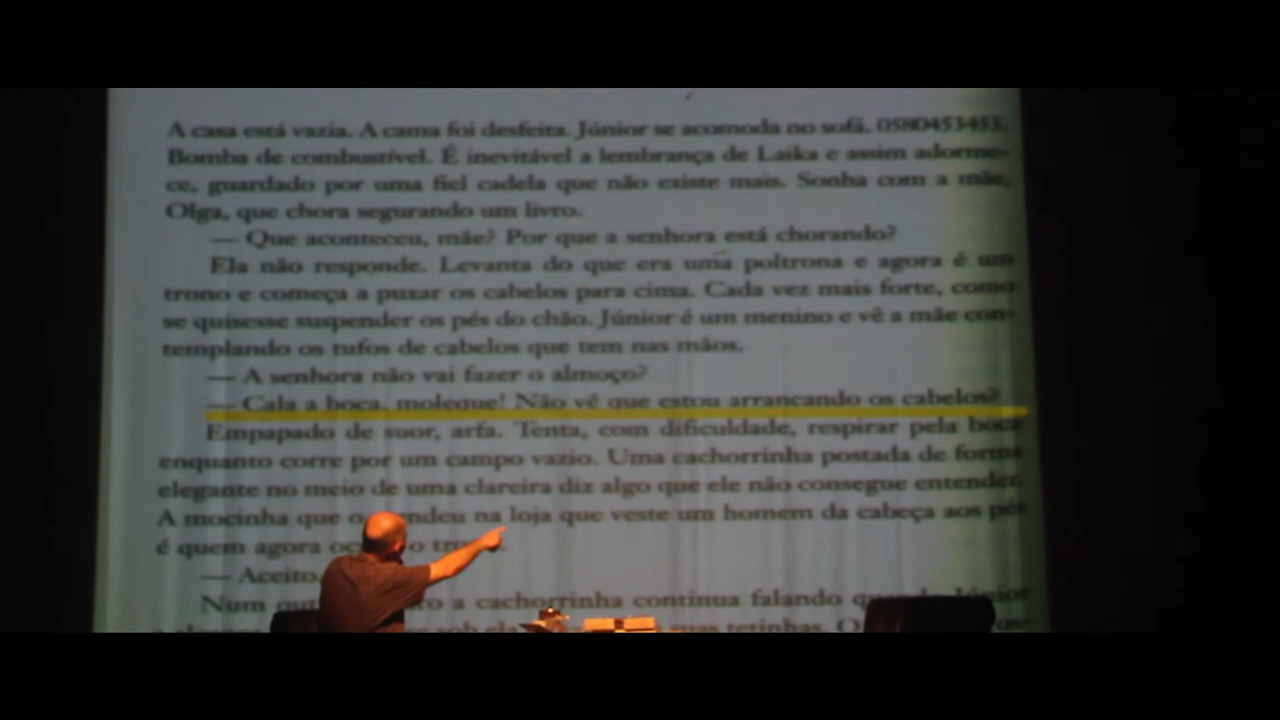 A casa está vazia. A cama foi desfeita. Júnior se acomoda no sofá. 0580453453.
Bomba de combustível. É inevitável a lembrança de Laika e assim adorme-
ce, guardado por uma fiel cadela que não existe mais. Sonha com a mãe,
Olga, que chora segurando um livro.
— Que aconteceu, mãe? Por que a senhora está chorando?
Ela não responde. Levanta do que era uma poltrona e agora é um
trono e começa a puxar os cabelos para cima. Cada vez mais forte, como
se quisesse suspender os pés do chão. Júnior é um menino e vê a mãe con-
templando os tufos de cabelos que tem nas mãos.
— A senhora não vai fazer o almoço?
— Cala a boca, moleque! Não vê que estou arrancando os cabelos?
Empapado de suor, arfa. Tenta, com dificuldade, respirar pela boca
enquanto corre por um campo vazio. Uma cachorrinha postada de forma
elegante no meio de uma clareira diz algo que ele não consegue entender.
A mocinha que na loja que veste um homem da cabeça aos pés
é quem agora o
— Aceito.
Num a cachorrinha continua falando Júnior
sob tetinhas. O